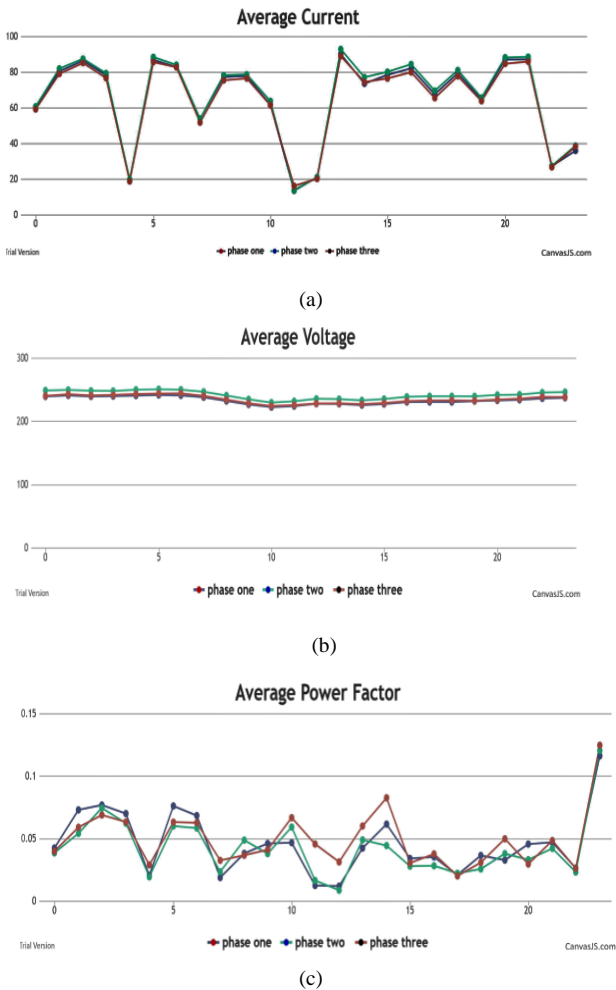 Average Current
100
80
60
40
20
0
0 5 10 15 20
Trial Version
phase one phase two phase three
CanvasJS.com
(a)
Average Voltage
300
200
100
0
0 5 10 15 20
Trial Version
phase one phase two phase three
CanvasJS.com
(b)
Average Power Factor
0.15
0.1
0.05
0
0 5 10 15 20
Trial Version
phase one phase two phase three
CanvasJS.com
(c)